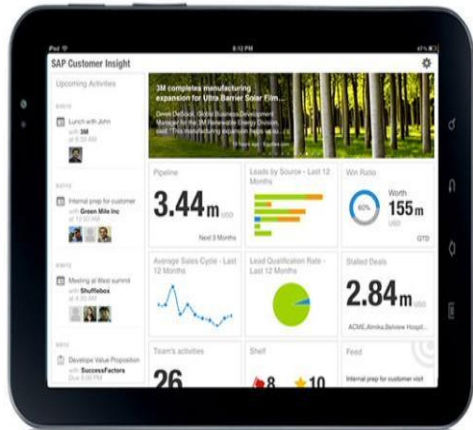 iPad
8:12 PM
SAP Customer Insight
Upcoming Activities
Lunch with John
with 3M
Internal prep for customer
with Green Mile Inc
Meeting at West summit
with Shufflebox
Develope Value Proposition
with SuccessFactors
3M completes manufacturing
expansion for Ultra Barrier Solar Film...
Pipeline
3.44m USD
Next 3 Months
Leads by Source - Last 12
Months
Win Ratio
60%
Worth
155m
USD
QTD
Average Sales Cycle - Last
12 Months
Lead Qualification Rate -
Last 12 Months
Stalled Deals
2.84m USD
Team's activities
26
Shelf
8
10
Feed
Internal prep for customer visit